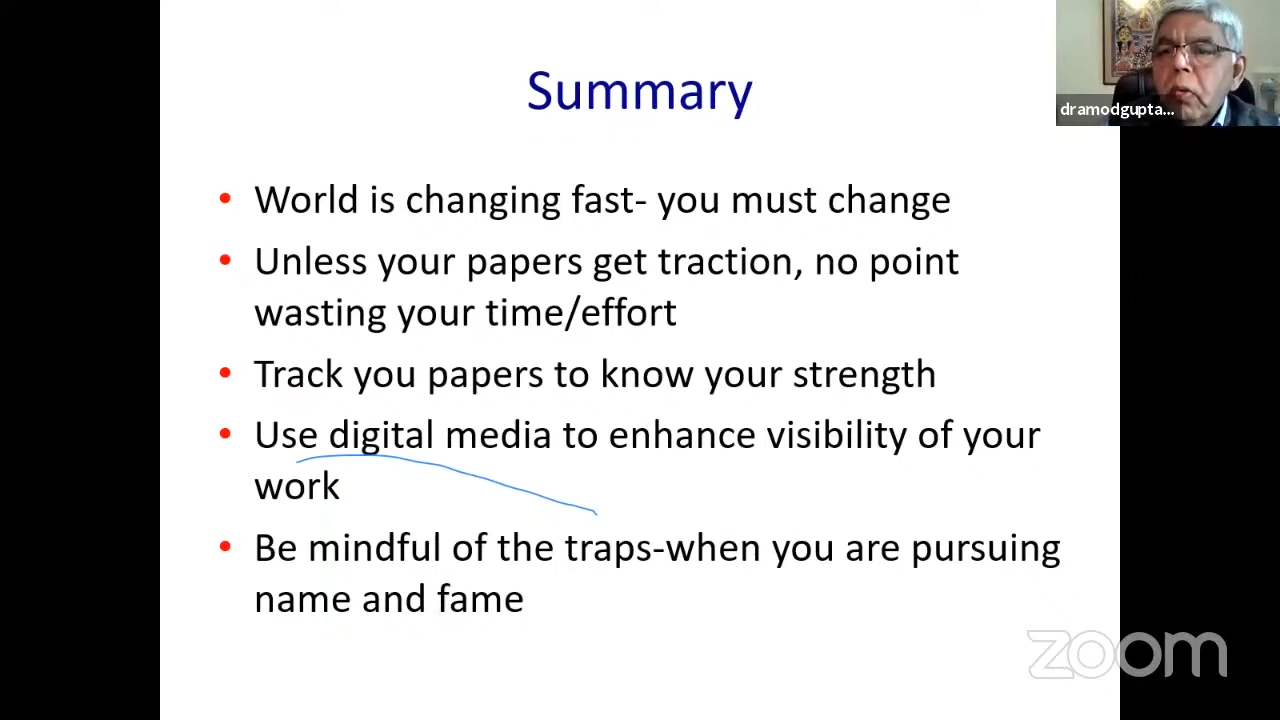 Summary
dramodgupta...
• World is changing fast- you must change
• Unless your papers get traction, no point
wasting your time/effort
• Track you papers to know your strength
• Use digital media to enhance visibility of your
work
• Be mindful of the traps-when you are pursuing
name and fame
zoom